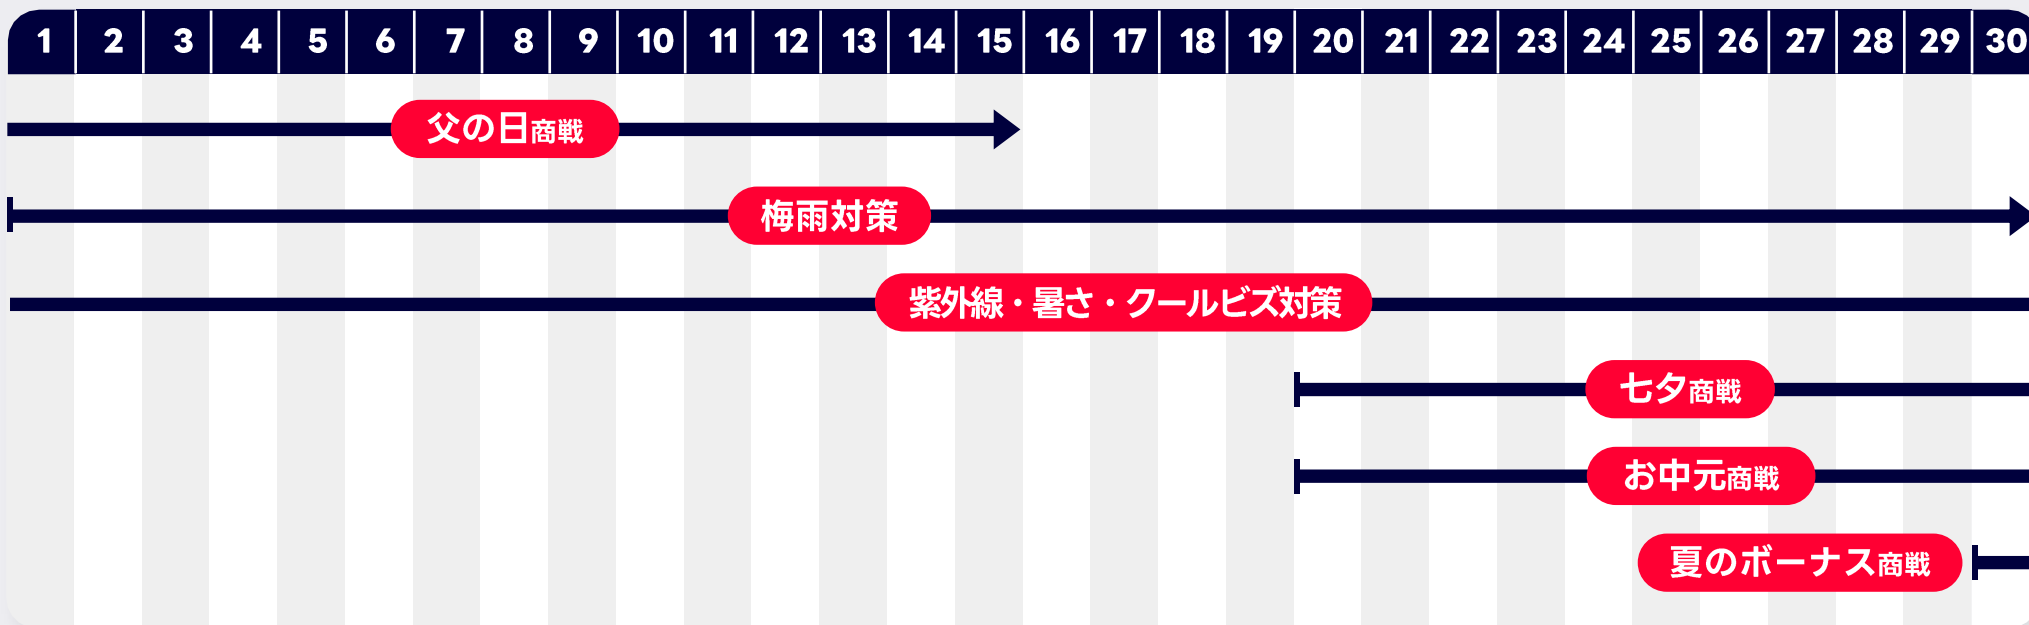 1 2 3 4 5 6 7 8 9 10 11 12 13 14 15 16 17 18 19 20 21 22 23 24 25 26 27 28 29 30
父の日商戦
梅雨対策
紫外線・暑さ・クールビズ対策
七夕商戦
お中元商戦
夏のボーナス商戦